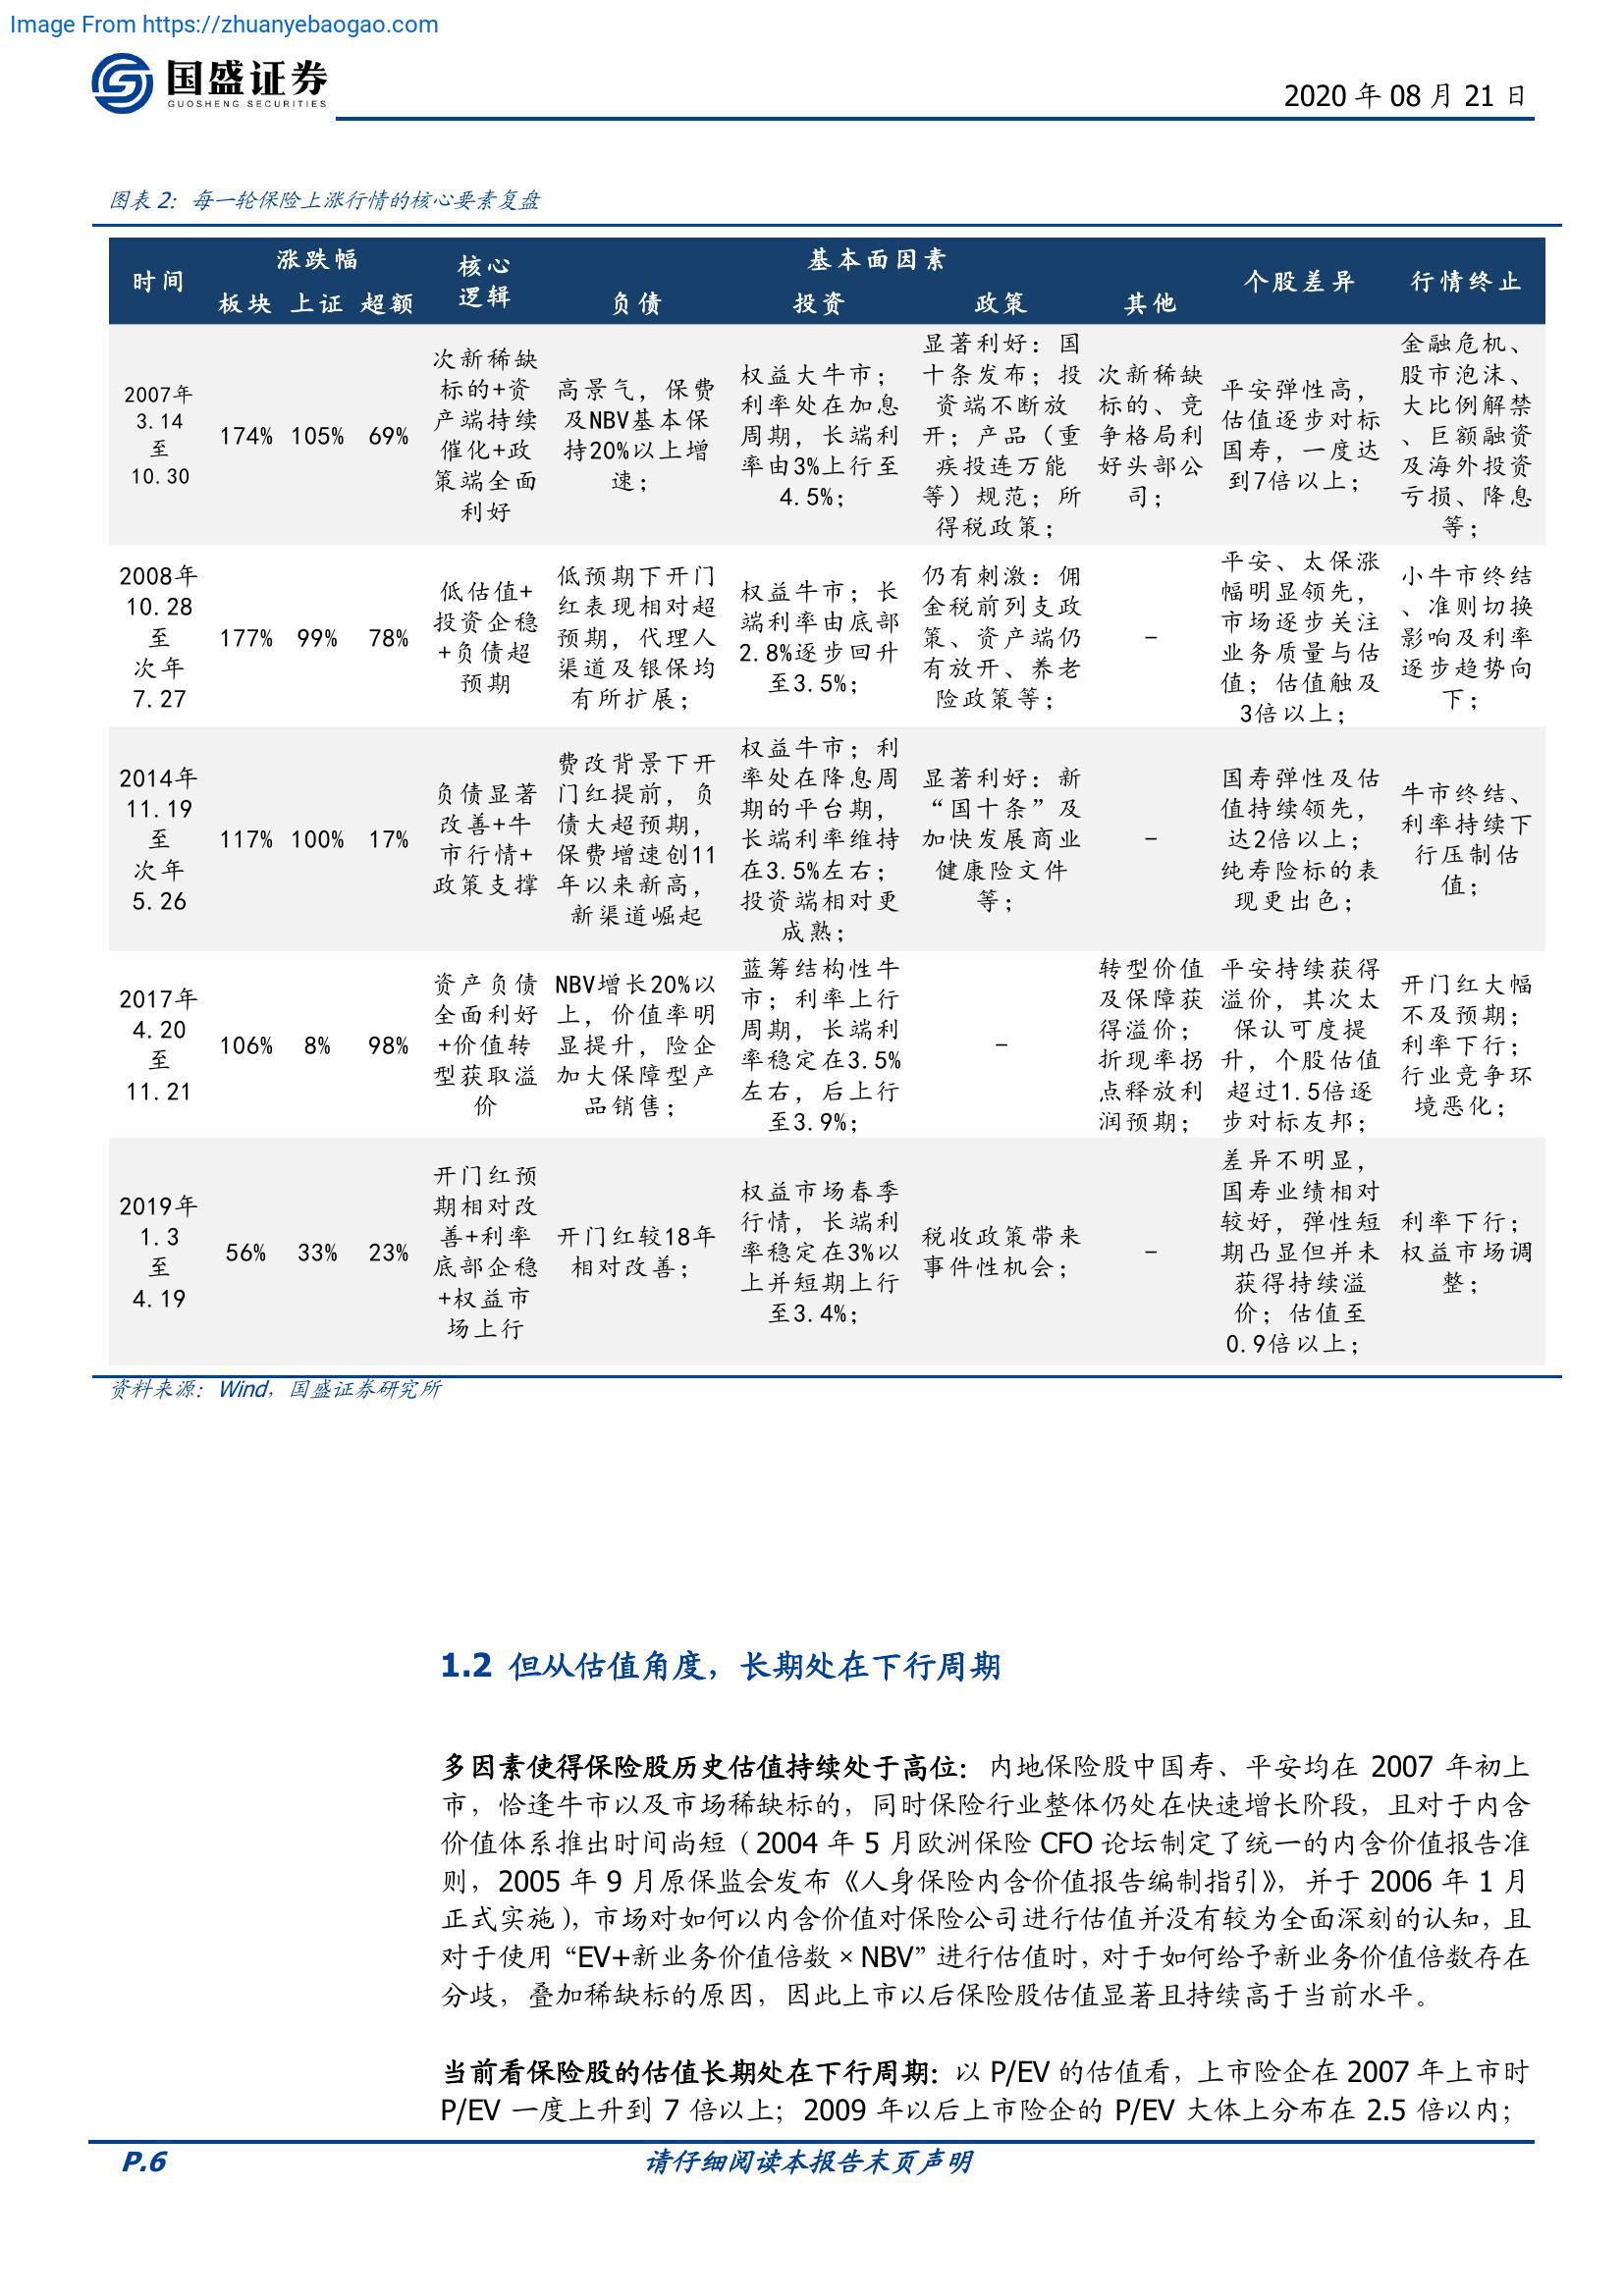 Image From https://zhuanyebaogao.com
国盛证券
GUOSHENG SECURITIES
2020 年 08 月 21 日
图表 2：每一轮保险上涨行情的核心要素复盘
时间
涨跌幅
板块 上证 超额
核心
逻辑
基本面因素
负债
投资
政策
其他
个股差异
行情终止
2007年
3.14
至
10.30
174% 105% 69%
次新稀缺
标的+资
产端持续
催化+政
策端全面
利好
高景气，保费
及NBV基本保
持20%以上增
速；
权益大牛市；
利率处在加息
周期，长端利
率由3%上行至
4.5%；
显著利好：国
十条发布；投
资端不断放
开；产品（重
疾投连万能
等）规范；所
得税政策；
次新稀缺
标的、竞
争格局利
好头部公
司；
平安弹性高，
估值逐步对标
国寿，一度达
到7倍以上；
金融危机、
股市泡沫、
大比例解禁
、巨额融资
及海外投资
亏损、降息
等；
2008年
10.28
至
次年
7.27
177% 99% 78%
低估值+
投资企稳
+负债超
预期
低预期下开门
红表现相对超
预期，代理人
渠道及银保均
有所扩展；
权益牛市；长
端利率由底部
2.8%逐步回升
至3.5%；
仍有刺激：佣
金税前列支政
策、资产端仍
有放开、养老
险政策等；
-
平安、太保涨
幅明显领先，
市场逐步关注
业务质量与估
值；估值触及
3倍以上；
小牛市终结
、准则切换
影响及利率
逐步趋势向
下；
2014年
11.19
至
次年
5.26
117% 100% 17%
负债显著
改善+牛
市行情+
政策支撑
费改背景下开
门红提前，负
债大超预期，
保费增速创11
年以来新高，
新渠道崛起
权益牛市；利
率处在降息周
期的平台期，
长端利率维持
在3.5%左右；
投资端相对更
成熟；
显著利好：新
“国十条”及
加快发展商业
健康险文件
等；
-
国寿弹性及估
值持续领先，
达2倍以上；
纯寿险标的表
现更出色；
牛市终结、
利率持续下
行压制估
值；
2017年
4.20
至
11.21
106% 8% 98%
资产负债
全面利好
+价值转
型获取溢
价
NBV增长20%以
上，价值率明
显提升，险企
加大保障型产
品销售；
蓝筹结构性牛
市；利率上行
周期，长端利
率稳定在3.5%
左右，后上行
至3.9%；
-
转型价值
及保障获
得溢价；
折现率拐
点释放利
润预期；
平安持续获得
溢价，其次太
保认可度提
升，个股估值
超过1.5倍逐
步对标友邦；
开门红大幅
不及预期；
利率下行；
行业竞争环
境恶化；
2019年
1.3
至
4.19
56% 33% 23%
开门红预
期相对改
善+利率
底部企稳
+权益市
场上行
开门红较18年
相对改善；
权益市场春季
行情，长端利
率稳定在3%以
上并短期上行
至3.4%；
税收政策带来
事件性机会；
-
差异不明显，
国寿业绩相对
较好，弹性短
期凸显但并未
获得持续溢
价；估值至
0.9倍以上；
利率下行；
权益市场调
整；
资料来源：Wind，国盛证券研究所
1.2 但从估值角度，长期处在下行周期
多因素使得保险股历史估值持续处于高位：内地保险股中国寿、平安均在 2007 年初上
市，恰逢牛市以及市场稀缺标的，同时保险行业整体仍处在快速增长阶段，且对于内含
价值体系推出时间尚短（2004 年 5 月欧洲保险 CFO 论坛制定了统一的内含价值报告准
则，2005 年 9 月原保监会发布《人身保险内含价值报告编制指引》，并于 2006 年 1 月
正式实施），市场对如何以内含价值对保险公司进行估值并没有较为全面深刻的认知，且
对于使用“EV+新业务价值倍数×NBV”进行估值时，对于如何给予新业务价值倍数存在
分歧，叠加稀缺标的原因，因此上市以后保险股估值显著且持续高于当前水平。
当前看保险股的估值长期处在下行周期：以 P/EV 的估值看，上市险企在 2007 年上市时
P/EV 一度上升到 7 倍以上；2009 年以后上市险企的 P/EV 大体上分布在 2.5 倍以内；
P.6
请仔细阅读本报告末页声明